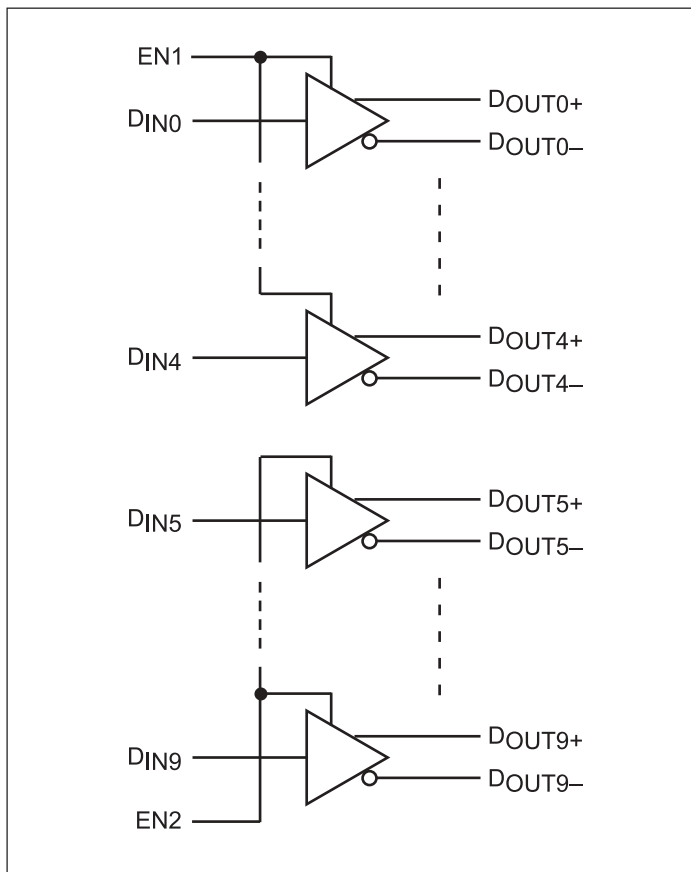 EN1
DIN0
DOUT0+
DOUT0–
DIN4
DOUT4+
DOUT4–
DIN5
DOUT5+
DOUT5–
DIN9
DOUT9+
DOUT9–
EN2